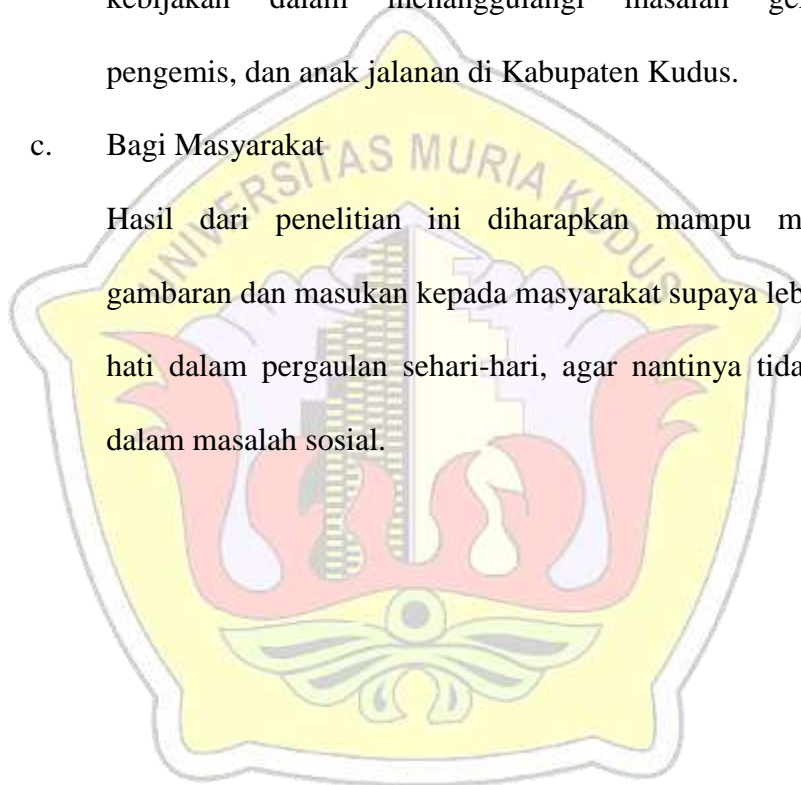 kebijakan dalam menanggulangi masalah
pengemis, dan anak jalanan di Kabupaten Kudus.
c. Bagi Masyarakat
UNIVERSITAS MURIA KUDUS
Hasil dari penelitian ini diharapkan mampu
gambaran dan masukan kepada masyarakat supaya
hati dalam pergaulan sehari-hari, agar nantinya
dalam masalah sosial.